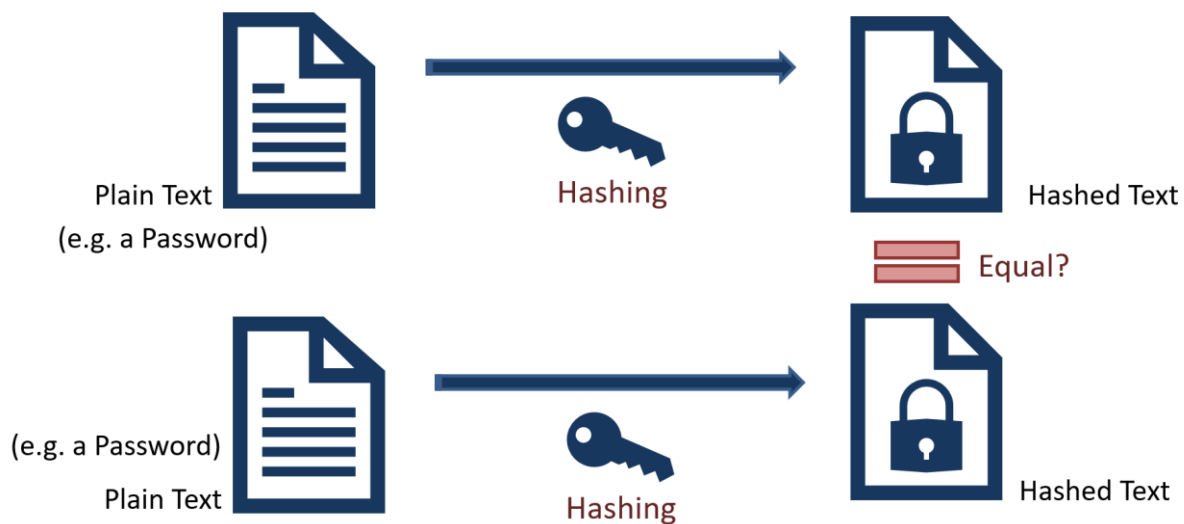 Plain Text
(e.g. a Password)
Hashing
Hashed Text
Equal?
(e.g. a Password)
Plain Text
Hashing
Hashed Text